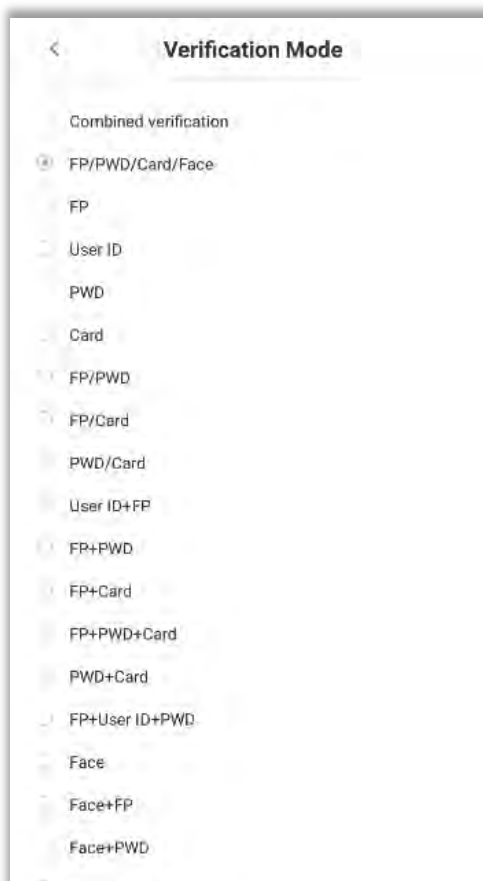 Verification Mode
Combined verification
FP/PWD/Card/Face
FP
User ID
PWD
Card
FP/PWD
FP/Card
PWD/Card
User ID+FP
FP+PWD
FP+Card
FP+PWD+Card
PWD+Card
FP+User ID+PWD
Face
Face+FP
Face+PWD